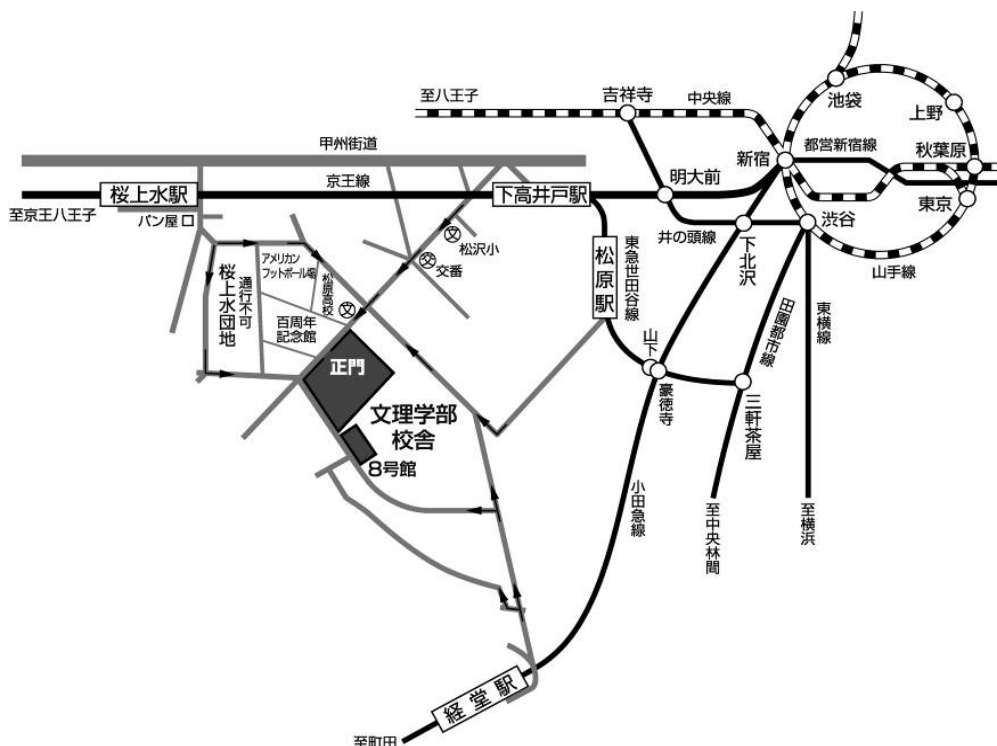 池袋
上野
秋葉原
東京
山手線
渋谷
新宿
都営新宿線
中央線
吉祥寺
至八王子
甲州街道
京王線
桜上水駅
下高井戸駅
明大前
至京王八王子
パン屋
井の頭線
下北沢
文
松沢小
交
交番
松原駅
東急世田谷線
アメリカン
フットボール場
松原高校
文
通行不可
桜上水団地
百周年
記念館
正門
文理学部
校舎
8号館
山下
豪徳寺
三軒茶屋
田園都市線
東横線
小田急線
至中央林間
至横浜
経堂駅
至町田